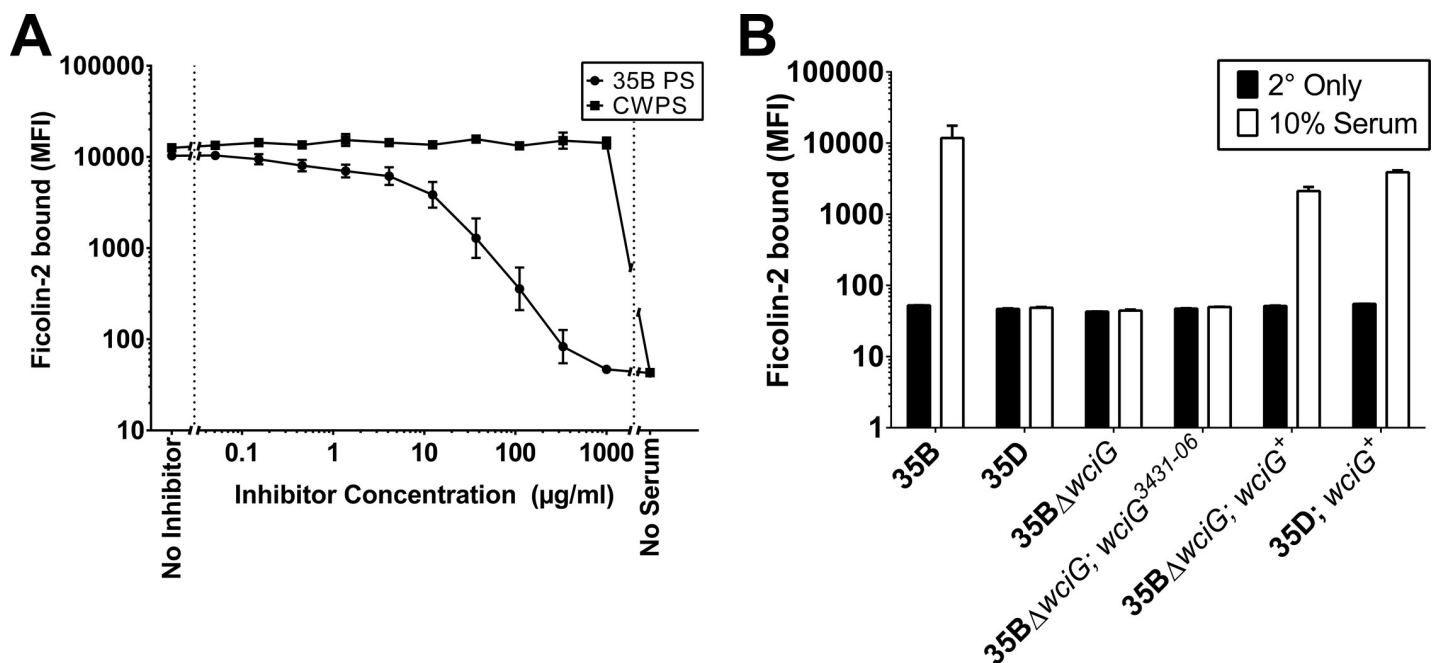 A
100000
10000
1000
100
10
Ficolin-2 bound (MFI)
35B PS
CWPS
No Inhibitor
0.1
1
10
100
1000
No Serum
Inhibitor Concentration (µg/ml)
B
100000
10000
1000
100
10
1
Ficolin-2 bound (MFI)
2° Only
10% Serum
35B
35D
35BΔwciG
35BΔwciG; wciG³⁴³¹⁻⁰⁶
35BΔwciG; wciG⁺
35D; wciG⁺